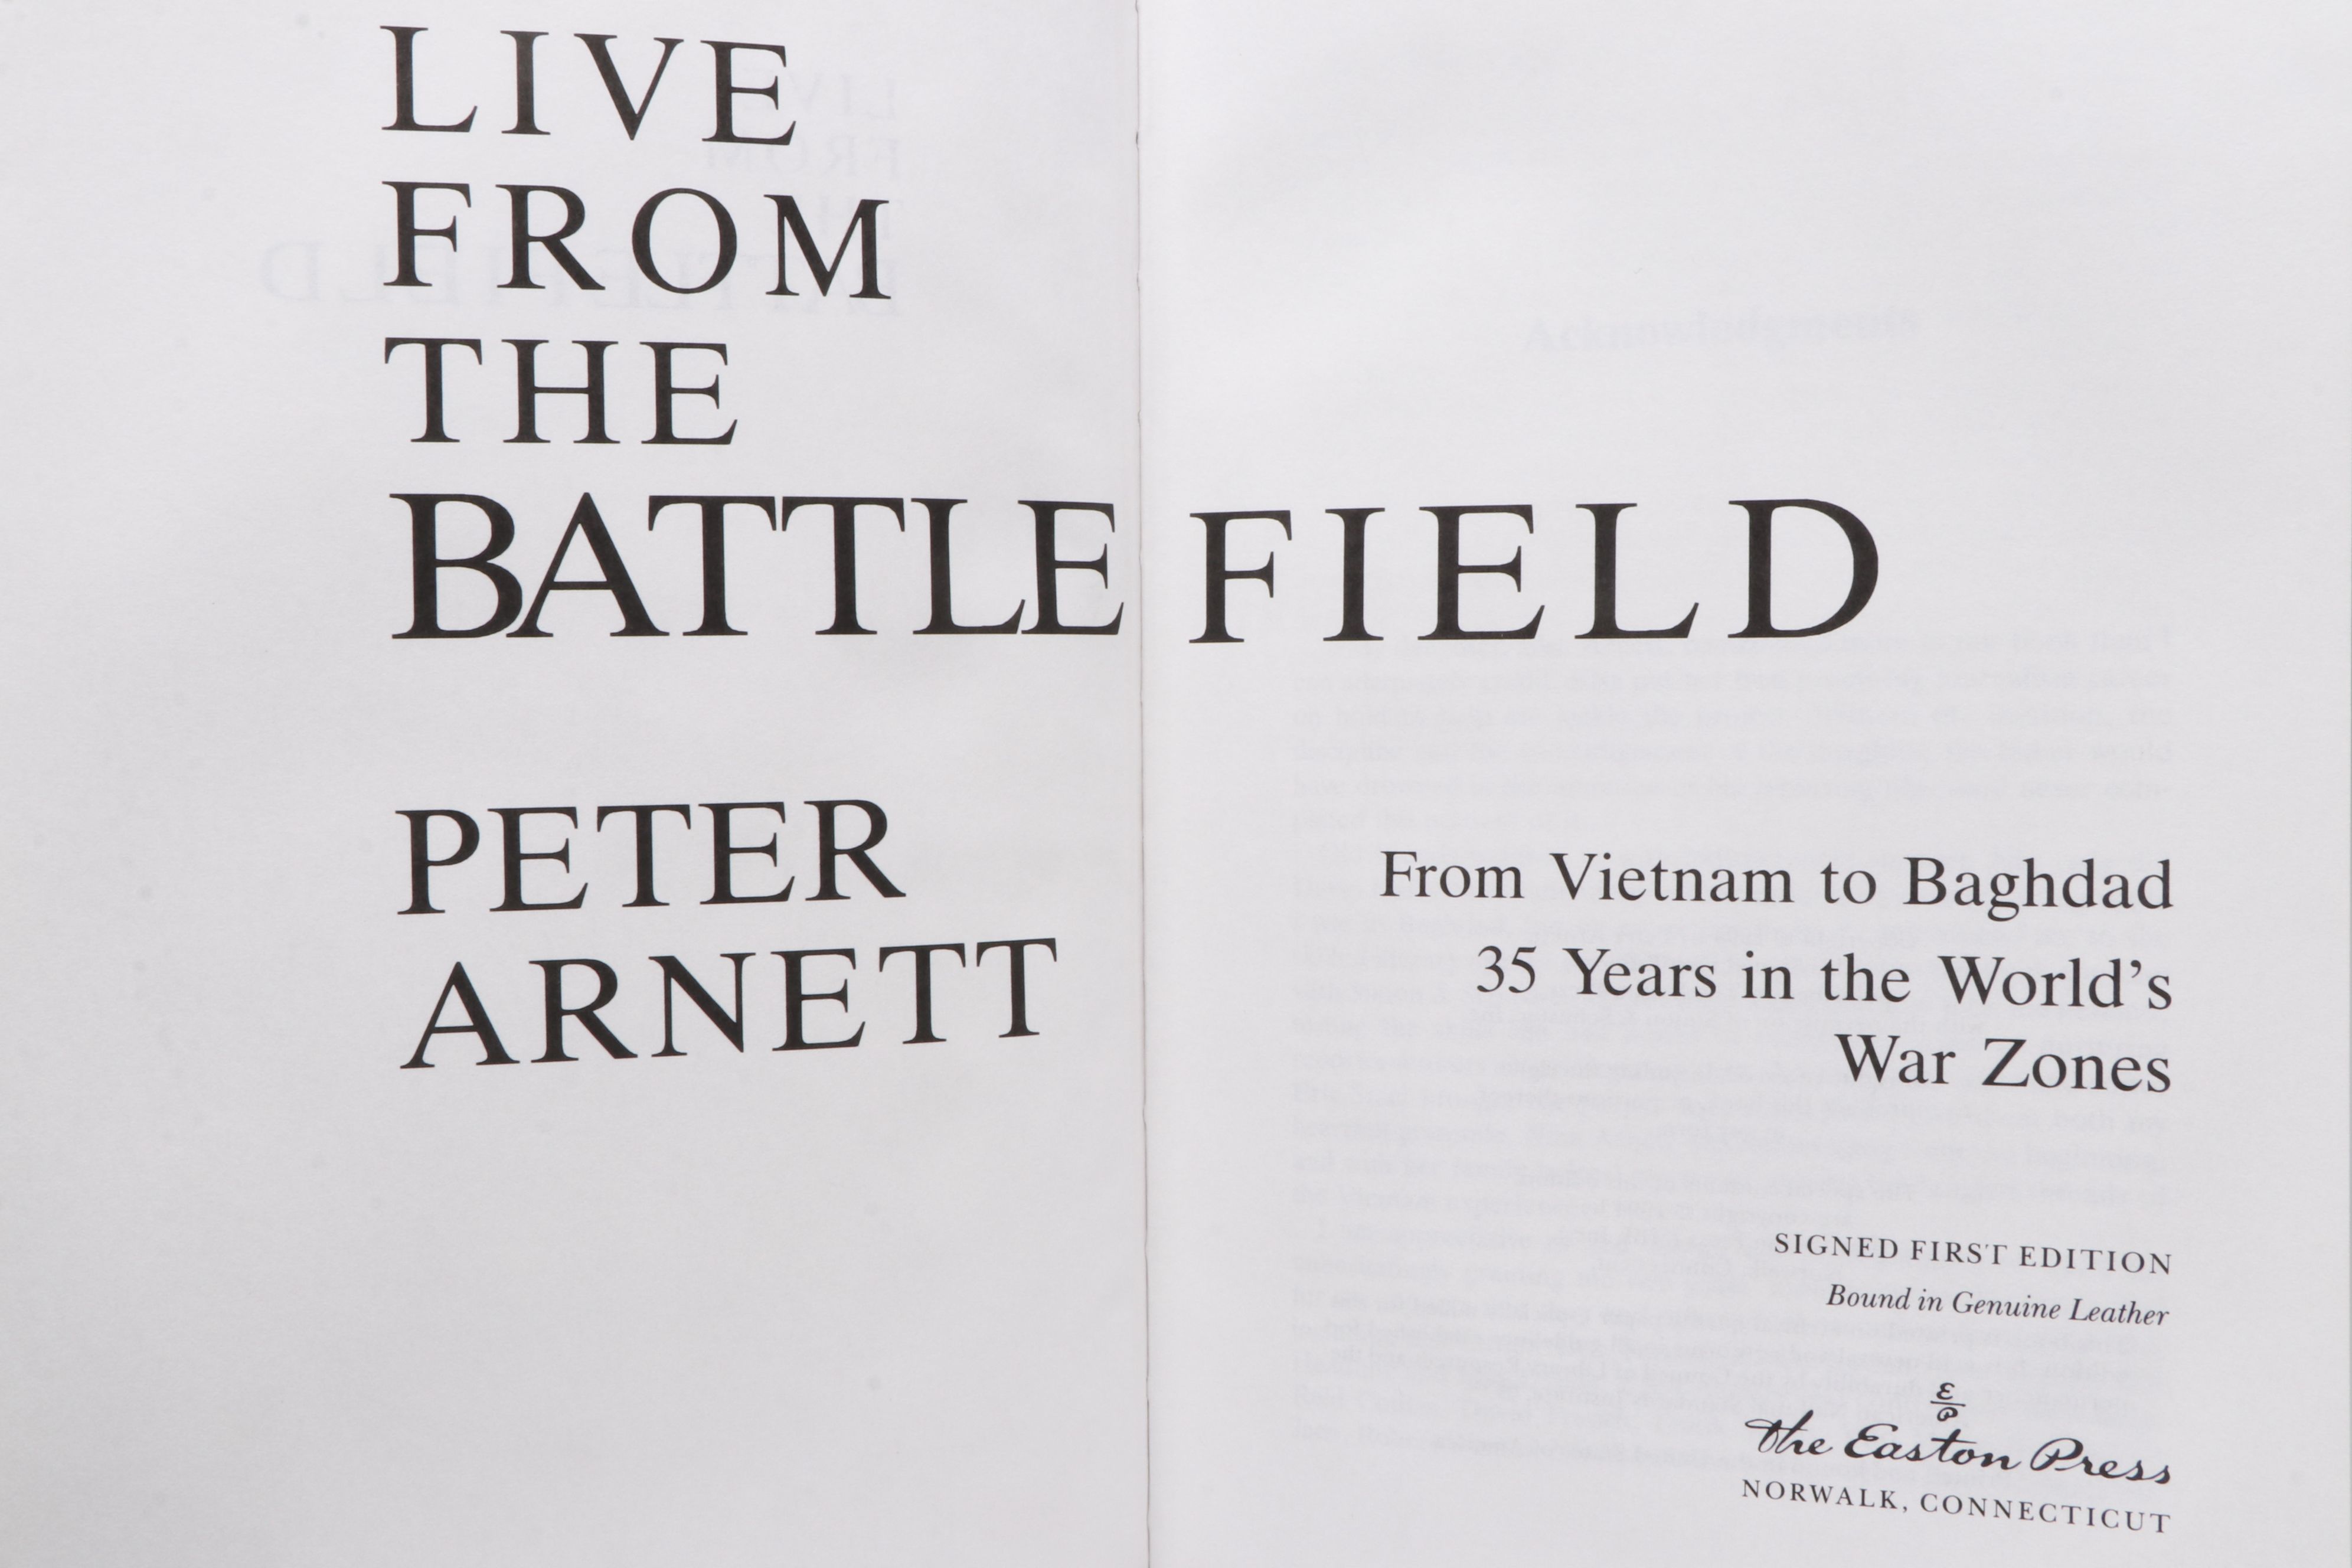 LIVE
FROM
THE
BATTLEFIELD
PETER
ARNETT
From Vietnam to Baghdad
35 Years in the World's
War Zones
SIGNED FIRST EDITION
Bound in Genuine Leather
The Easton Press
NORWALK, CONNECTICUT
Acknowledgments